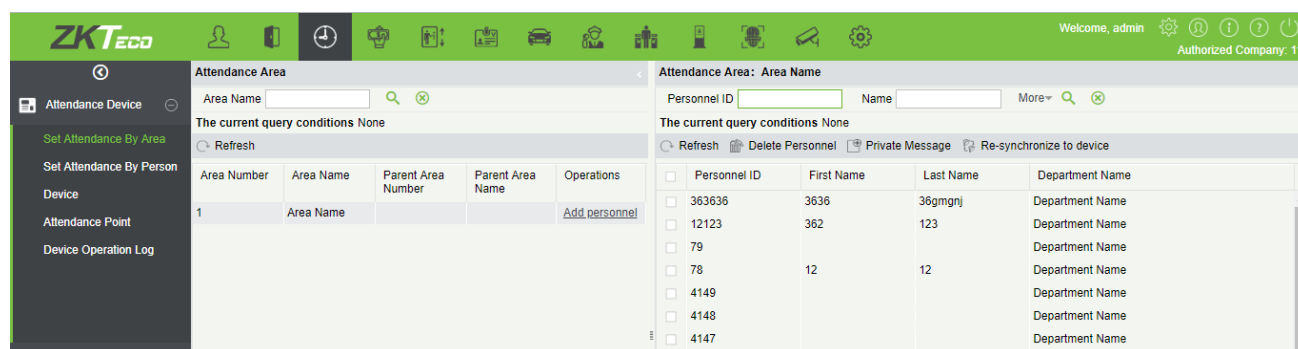 ZKTECO
Welcome, admin
Authorized Company: 1
Attendance Device
Set Attendance By Area
Set Attendance By Person
Device
Attendance Point
Device Operation Log
Attendance Area
Area Name
The current query conditions None
Refresh
Area Number Area Name Parent Area Number Parent Area Name Operations
1 Area Name Add personnel
Attendance Area: Area Name
Personnel ID Name More
The current query conditions None
Refresh Delete Personnel Private Message Re-synchronize to device
Personnel ID First Name Last Name Department Name
363636 3636 36gmgnj Department Name
12123 362 123 Department Name
79 Department Name
78 12 12 Department Name
4149 Department Name
4148 Department Name
4147 Department Name